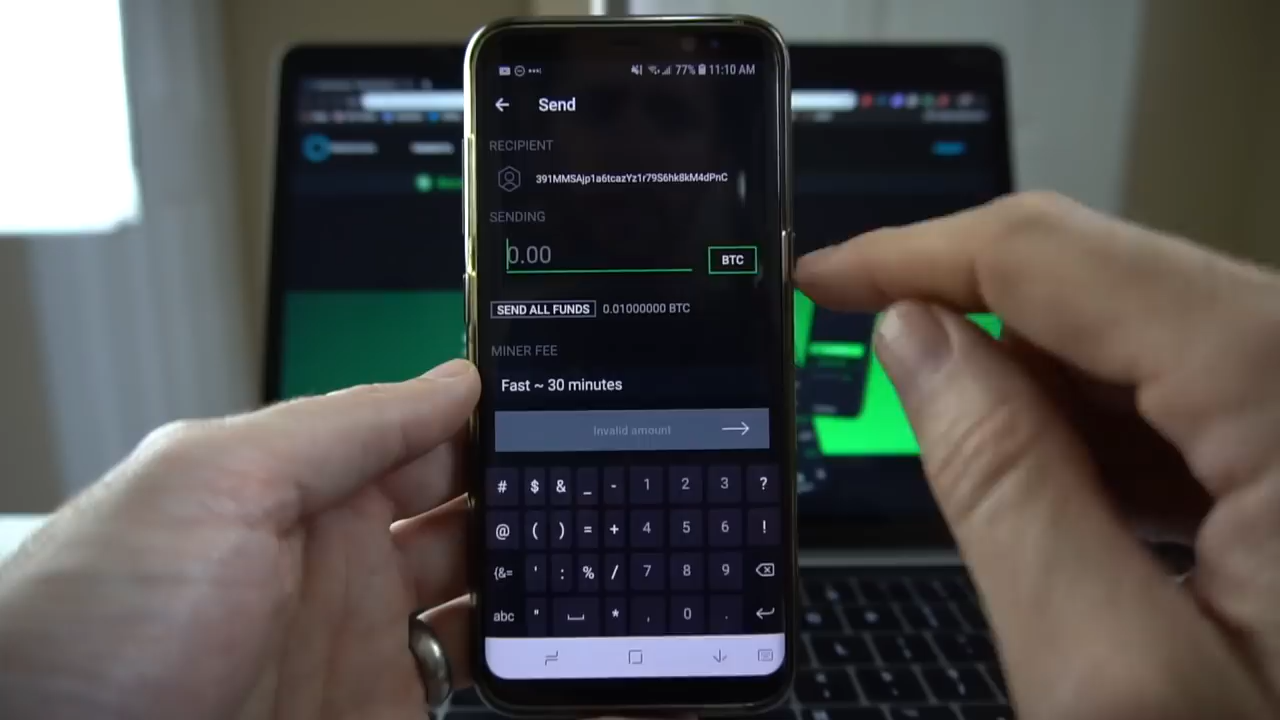 77% 11:10 AM
Send
RECIPIENT
391MMSAjp1a6tcazYz1r79S6hk8kM4dPnC
SENDING
0.00 BTC
SEND ALL FUNDS 0.01000000 BTC
MINER FEE
Fast ~ 30 minutes
Invalid amount
# $ & _ - 1 2 3 ?
@ ( ) = + 4 5 6 !
{&= ' : % / 7 8 9
abc " * , 0 .